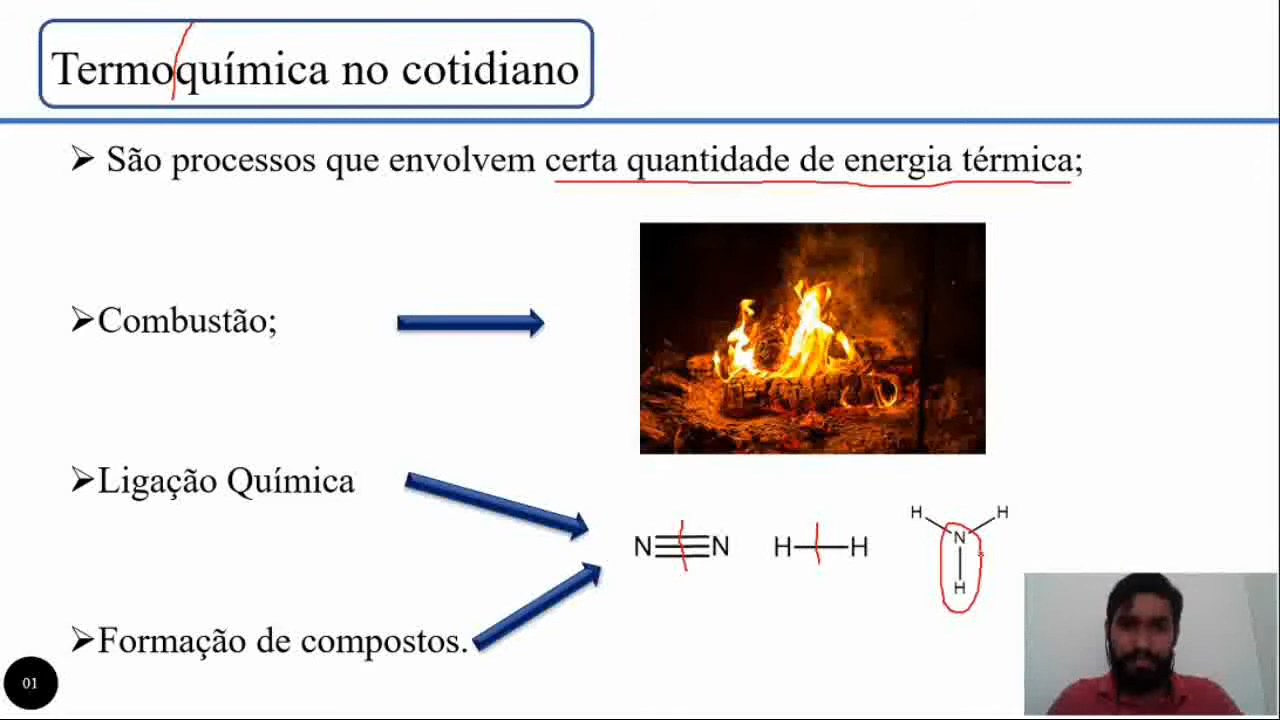 Termoquímica no cotidiano
➢ São processos que envolvem certa quantidade de energia térmica;
➢Combustão;
➢Ligação Química
N≡N H—H H N H H
➢Formação de compostos.
01